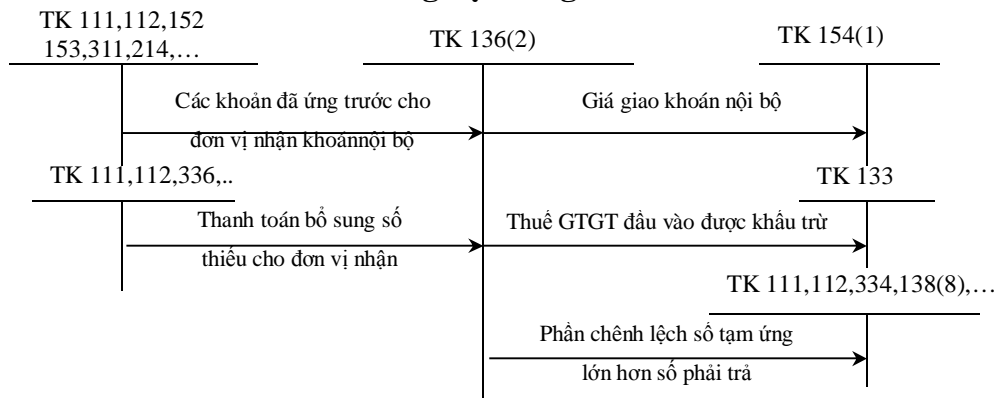 TK 111,112,152
153,311,214,…
TK 136(2)
TK 154(1)
Các khoản đã ứng trước cho
đơn vị nhận khoánnội bộ
Giá giao khoán nội bộ
TK 111,112,336,..
TK 133
Thanh toán bổ sung số
thiếu cho đơn vị nhận
Thuế GTGT đầu vào được khấu trừ
TK 111,112,334,138(8),…
Phần chênh lệch số tạm ứng
lớn hơn số phải trả